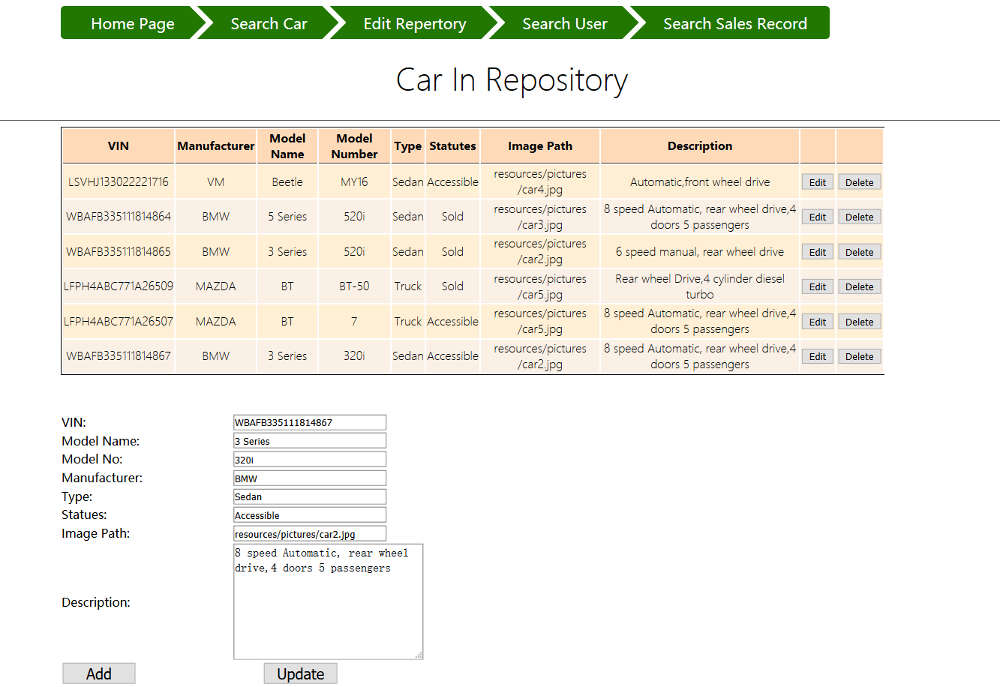 Home Page Search Car Edit Repertory Search User Search Sales Record
Car In Repository
VIN Manufacturer Model Name Model Number Type Statutes Image Path Description
LSVHJ133022221716 VM Beetle MY16 Sedan Accessible resources/pictures/car4.jpg Automatic,front wheel drive Edit Delete
WBAFB335111814864 BMW 5 Series 520i Sedan Sold resources/pictures/car3.jpg 8 speed Automatic, rear wheel drive,4 doors 5 passengers Edit Delete
WBAFB335111814865 BMW 3 Series 520i Sedan Sold resources/pictures/car2.jpg 6 speed manual, rear wheel drive Edit Delete
LFPH4ABC771A26509 MAZDA BT BT-50 Truck Sold resources/pictures/car5.jpg Rear wheel Drive,4 cylinder diesel turbo Edit Delete
LFPH4ABC771A26507 MAZDA BT 7 Truck Accessible resources/pictures/car5.jpg 8 speed Automatic, rear wheel drive,4 doors 5 passengers Edit Delete
WBAFB335111814867 BMW 3 Series 320i Sedan Accessible resources/pictures/car2.jpg 8 speed Automatic, rear wheel drive,4 doors 5 passengers Edit Delete
VIN: WBAFB335111814867
Model Name: 3 Series
Model No: 320i
Manufacturer: BMW
Type: Sedan
Statues: Accessible
Image Path: resources/pictures/car2.jpg
Description: 8 speed Automatic, rear wheel
drive,4 doors 5 passengers
Add Update